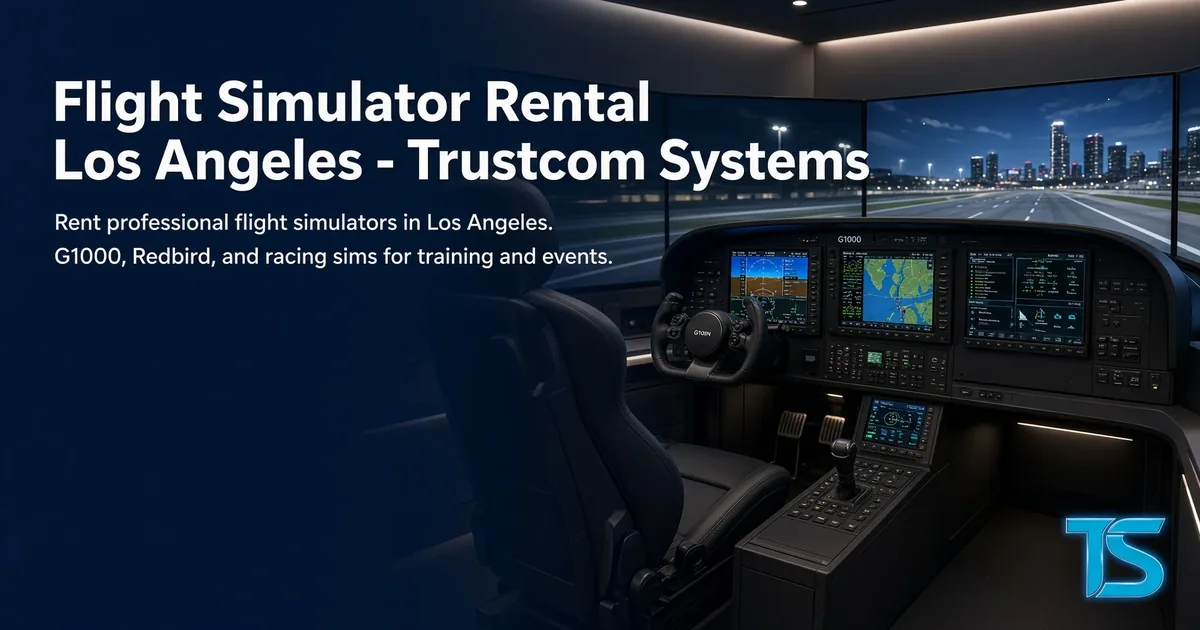 Flight Simulator Rental
Los Angeles - Trustcom Systems
Rent professional flight simulators in Los Angeles.
G1000, Redbird, and racing sims for training and events.
G1000
TS